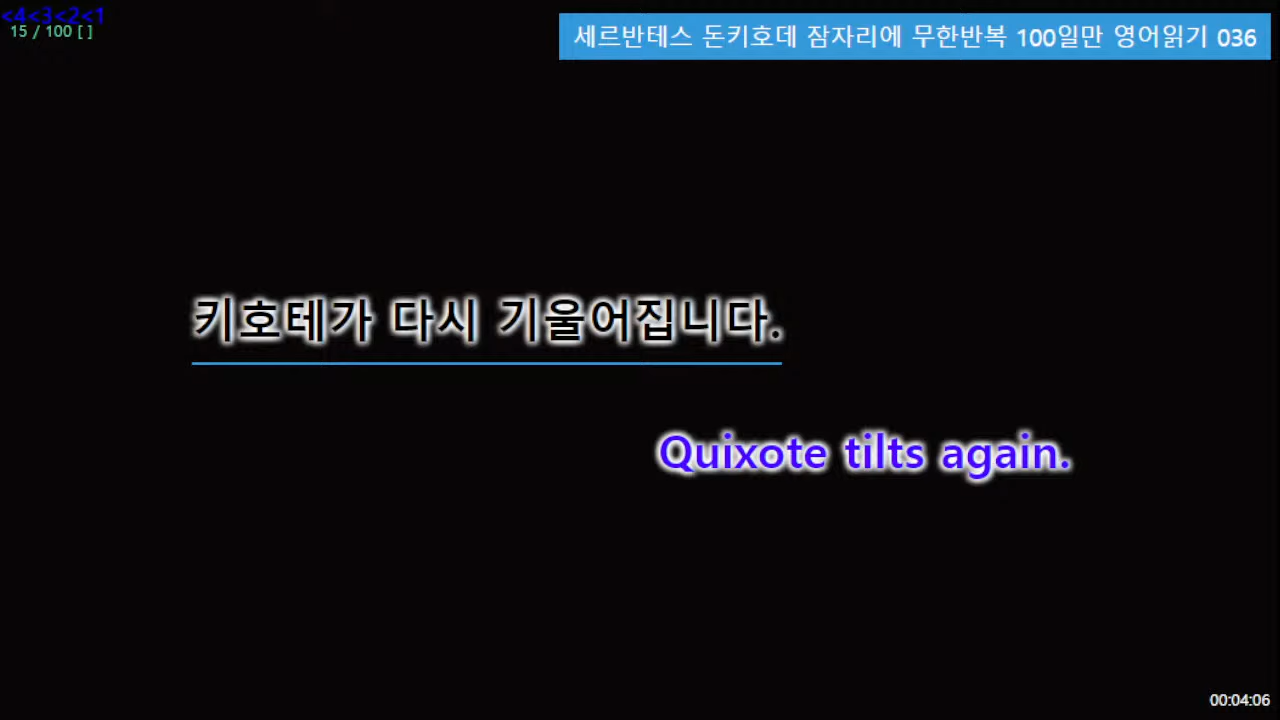 <4<3<2<1
15 / 100 [ ]
세르반테스 돈키호데 잠자리에 무한반복 100일만 영어읽기 036
키호테가 다시 기울어집니다.
Quixote tilts again.
00:04:06